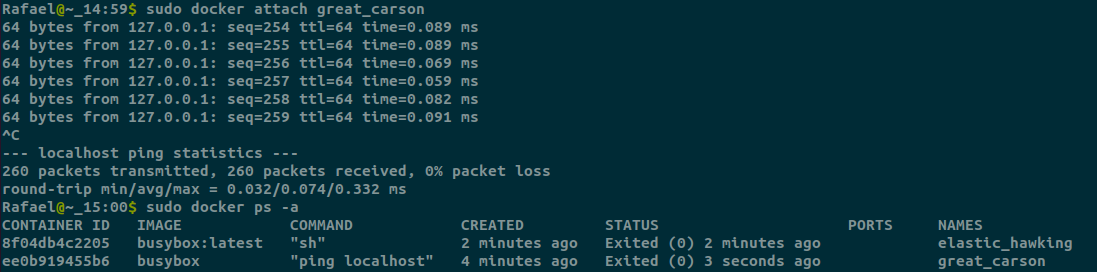 Rafael@~_14:59$ sudo docker attach great_carson
64 bytes from 127.0.0.1: seq=254 ttl=64 time=0.089 ms
64 bytes from 127.0.0.1: seq=255 ttl=64 time=0.089 ms
64 bytes from 127.0.0.1: seq=256 ttl=64 time=0.069 ms
64 bytes from 127.0.0.1: seq=257 ttl=64 time=0.059 ms
64 bytes from 127.0.0.1: seq=258 ttl=64 time=0.082 ms
64 bytes from 127.0.0.1: seq=259 ttl=64 time=0.091 ms
^C
--- localhost ping statistics ---
260 packets transmitted, 260 packets received, 0% packet loss
round-trip min/avg/max = 0.032/0.074/0.332 ms
Rafael@~_15:00$ sudo docker ps -a
CONTAINER ID   IMAGE            COMMAND            CREATED         STATUS                     PORTS     NAMES
8f04db4c2205   busybox:latest   "sh"               2 minutes ago   Exited (0) 2 minutes ago             elastic_hawking
ee0b919455b6   busybox          "ping localhost"   4 minutes ago   Exited (0) 3 seconds ago             great_carson